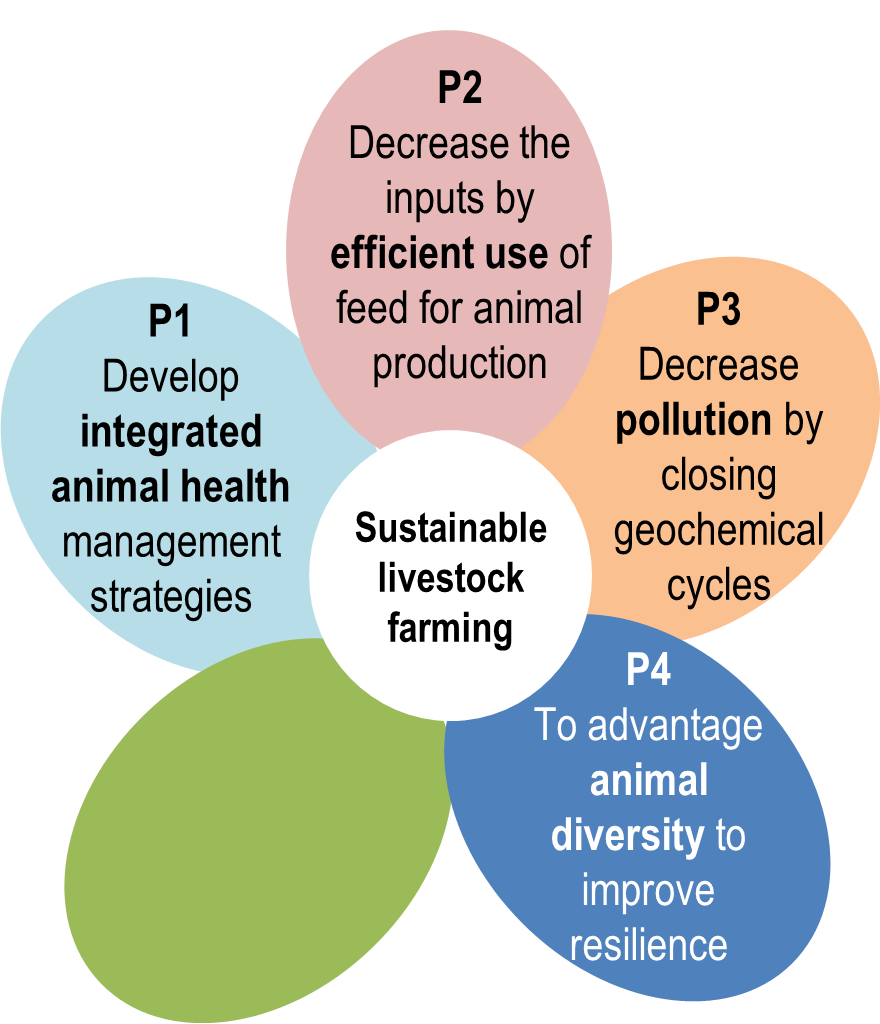 P2
Decrease the
inputs by
efficient use of
feed for animal
production
P1
Develop
integrated
animal health
management
strategies
P3
Decrease
pollution by
closing
geochemical
cycles
Sustainable
livestock
farming
P4
To advantage
animal
diversity to
improve
resilience